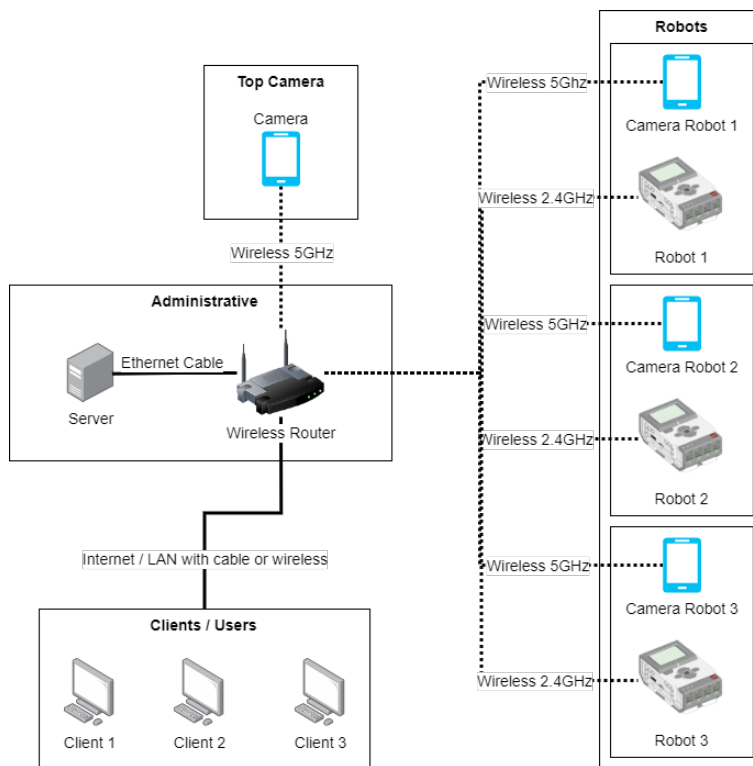 Top Camera
Camera
Wireless 5GHz
Administrative
Ethernet Cable
Server
Wireless Router
Internet / LAN with cable or wireless
Clients / Users
Client 1
Client 2
Client 3
Robots
Wireless 5Ghz
Camera Robot 1
Wireless 2.4GHz
Robot 1
Wireless 5GHz
Camera Robot 2
Wireless 2.4GHz
Robot 2
Wireless 5GHz
Camera Robot 3
Wireless 2.4GHz
Robot 3